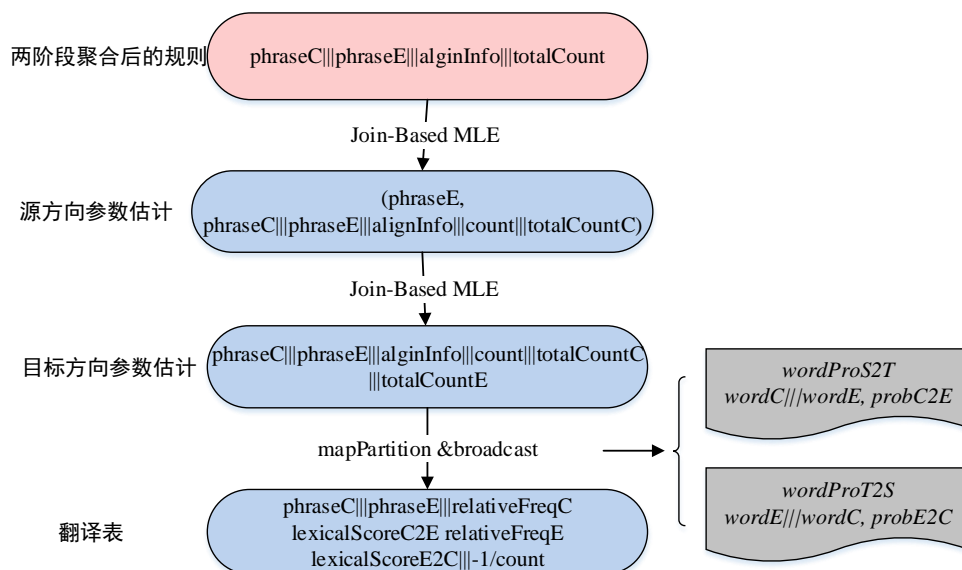 两阶段聚合后的规则
phraseC|||phraseE|||alginInfo|||totalCount
Join-Based MLE
源方向参数估计
(phraseE,
phraseC|||phraseE|||alignInfo|||count|||totalCountC)
Join-Based MLE
目标方向参数估计
phraseC|||phraseE|||alginInfo|||count|||totalCountC
|||totalCountE
wordProS2T
wordC|||wordE, probC2E
mapPartition &broadcast
wordProT2S
wordE|||wordC, probE2C
翻译表
phraseC|||phraseE|||relativeFreqC
lexicalScoreC2E relativeFreqE
lexicalScoreE2C|||-1/count